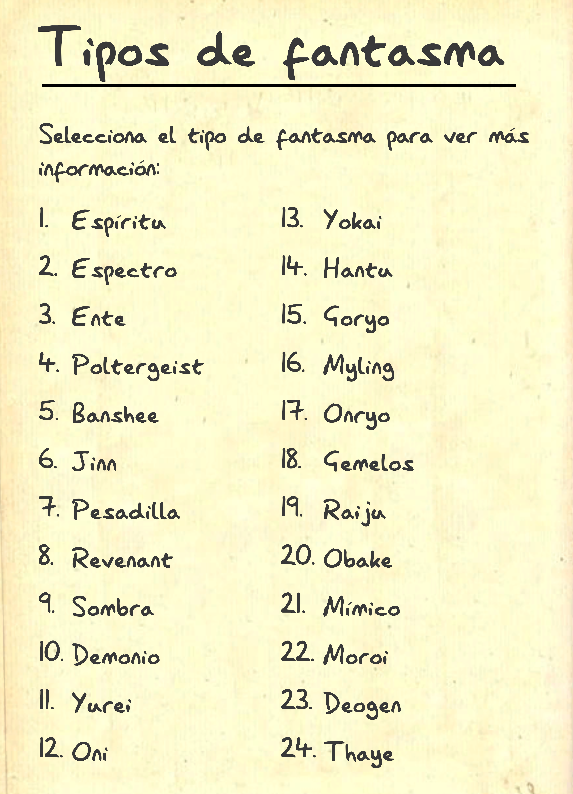 Tipos de fantasma
Selecciona el tipo de fantasma para ver más
información:
1. Espíritu
2. Espectro
3. Ente
4. Poltergeist
5. Banshee
6. Jinn
7. Pesadilla
8. Revenant
9. Sombra
10. Demonio
11. Yurei
12. Oni
13. Yokai
14. Hantu
15. Goryo
16. Myling
17. Onryo
18. Gemelos
19. Raiju
20. Obake
21. Mímico
22. Moroi
23. Deogen
24. Thaye